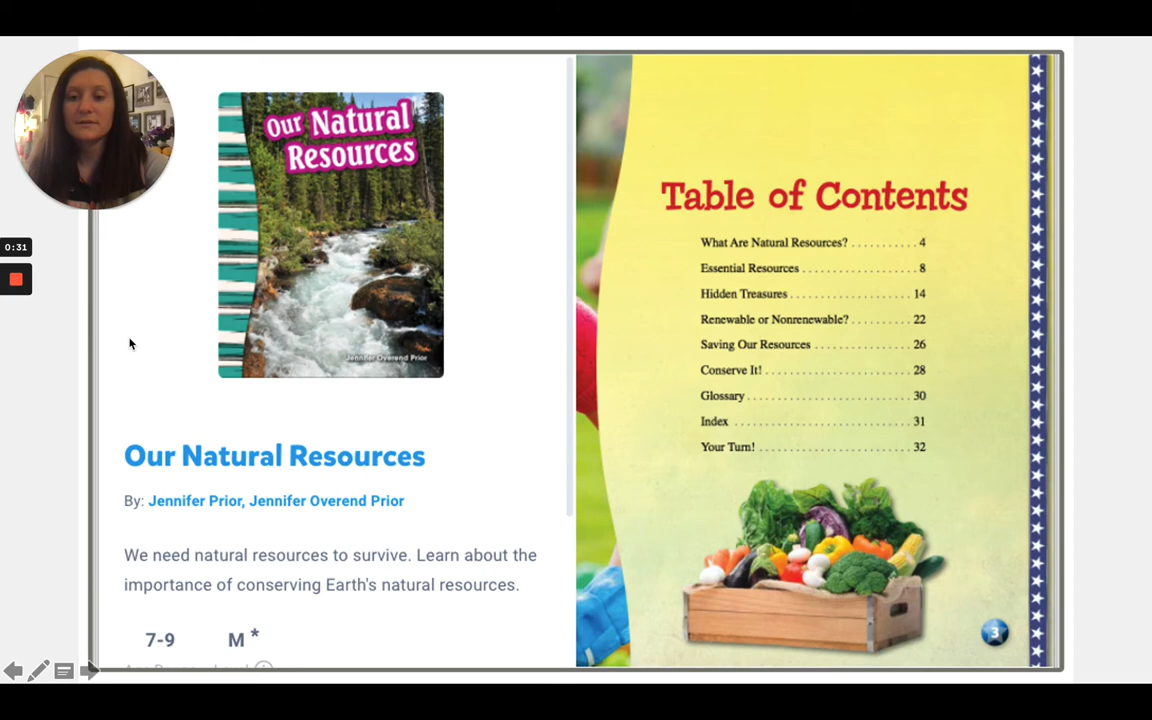 0:31
Our Natural
Resources
Jennifer Overend Prior
Our Natural Resources
By: Jennifer Prior, Jennifer Overend Prior
We need natural resources to survive. Learn about the
importance of conserving Earth's natural resources.
7-9 M *
Table of Contents
What Are Natural Resources? . . . . . . . . . . 4
Essential Resources . . . . . . . . . . . . . . . . . 8
Hidden Treasures . . . . . . . . . . . . . . . . . . 14
Renewable or Nonrenewable? . . . . . . . . . 22
Saving Our Resources . . . . . . . . . . . . . . 26
Conserve It! . . . . . . . . . . . . . . . . . . . . . . 28
Glossary . . . . . . . . . . . . . . . . . . . . . . . . 30
Index . . . . . . . . . . . . . . . . . . . . . . . . . . 31
Your Turn! . . . . . . . . . . . . . . . . . . . . . . . 32
3